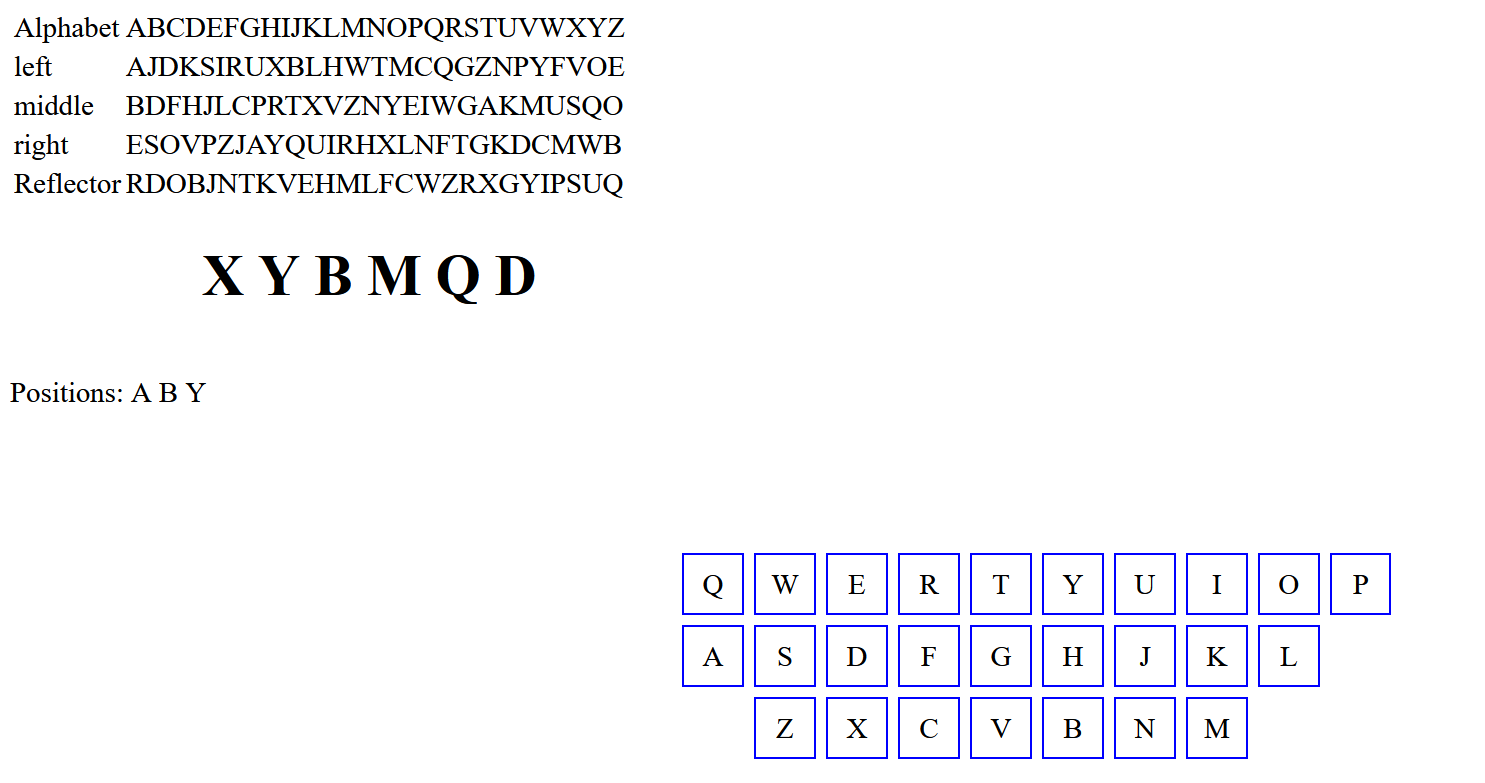 Alphabet ABCDEFGHIJKLMNOPQRSTUVWXYZ
left AJDKSIRUXBLHWTMCQGZNPYFVOE
middle BDFHJLCPRTXVZNYEIWGAKMUSQO
right ESOVPZJAYQUIRHXLNFTGKDCMWB
Reflector RDOBJNTKVEHMLFCWZRXGYIPSUQ
X Y B M Q D
Positions: A B Y
Q W E R T Y U I O P
A S D F G H J K L
Z X C V B N M